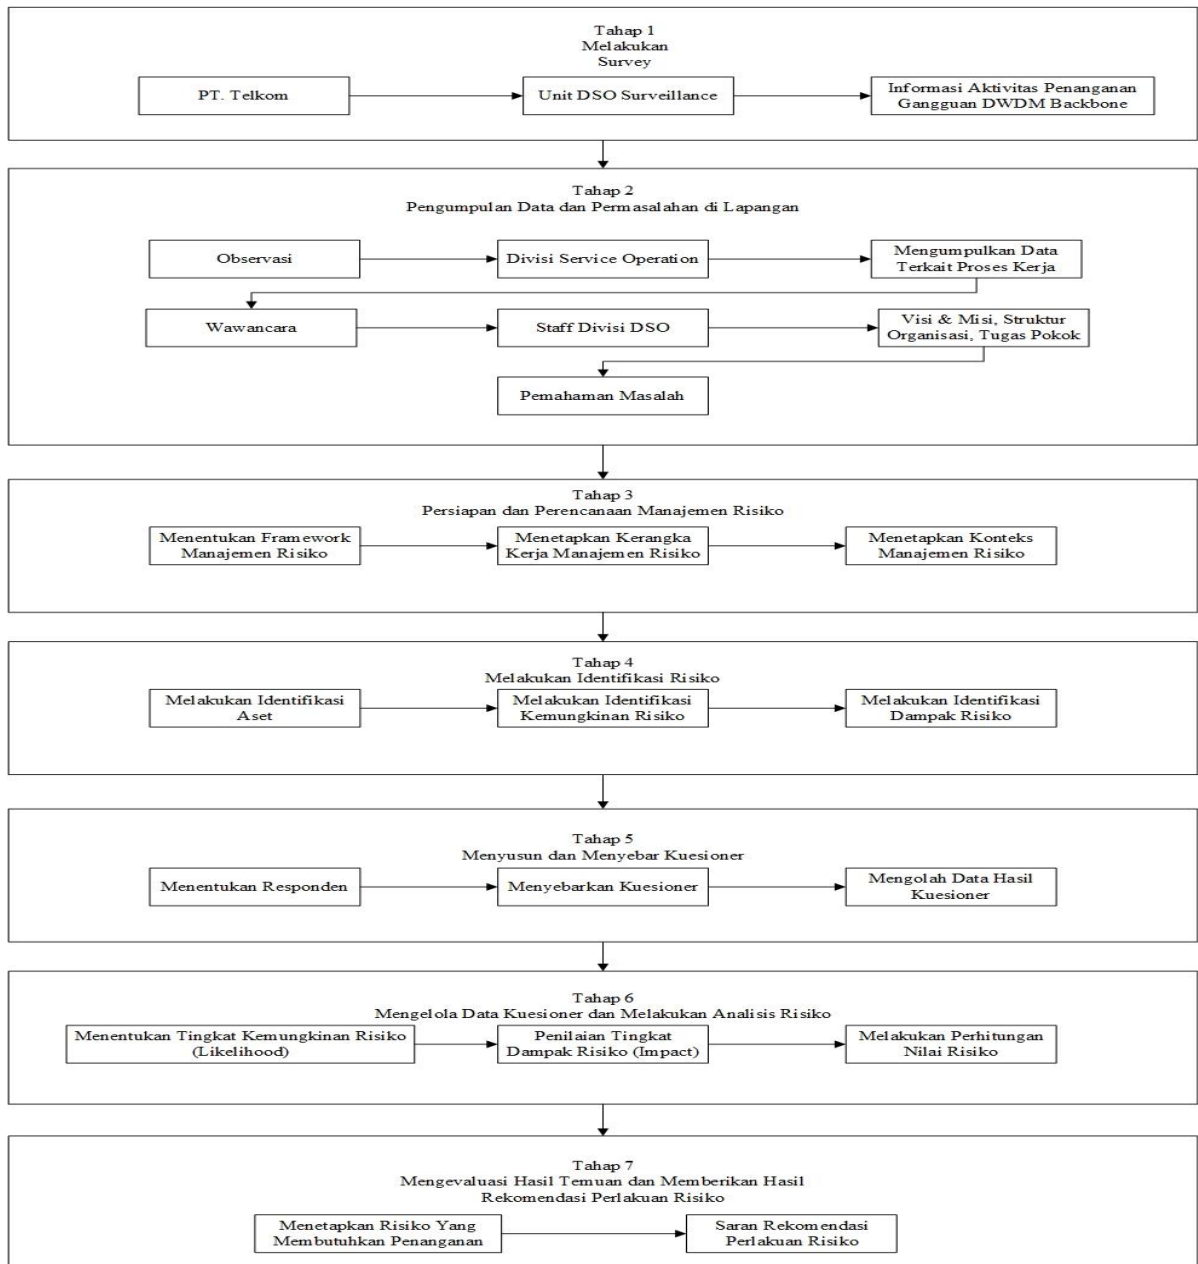 Tahap 1
Melakukan
Survey
PT. Telkom
Unit DSO Surveillance
Informasi Aktivitas Penanganan
Gangguan DWDM Backbone
Tahap 2
Pengumpulan Data dan Permasalahan di Lapangan
Observasi
Divisi Service Operation
Mengumpulkan Data
Terkait Proses Kerja
Wawancara
Staff Divisi DSO
Visi & Misi, Struktur
Organisasi, Tugas Pokok
Pemahaman Masalah
Tahap 3
Persiapan dan Perencanaan Manajemen Risiko
Menentukan Framework
Manajemen Risiko
Menetapkan Kerangka
Kerja Manajemen Risiko
Menetapkan Konteks
Manajemen Risiko
Tahap 4
Melakukan Identifikasi Risiko
Melakukan Identifikasi
Aset
Melakukan Identifikasi
Kemungkinan Risiko
Melakukan Identifikasi
Dampak Risiko
Tahap 5
Menyusun dan Menyebar Kuesioner
Menentukan Responden
Menyebarkan Kuesioner
Mengolah Data Hasil
Kuesioner
Tahap 6
Mengelola Data Kuesioner dan Melakukan Analisis Risiko
Menentukan Tingkat Kemungkinan Risiko
(Likelihood)
Penilaian Tingkat
Dampak Risiko (Impact)
Melakukan Perhitungan
Nilai Risiko
Tahap 7
Mengevaluasi Hasil Temuan dan Memberikan Hasil
Rekomendasi Perlakuan Risiko
Menetapkan Risiko Yang
Membutuhkan Penanganan
Saran Rekomendasi
Perlakuan Risiko